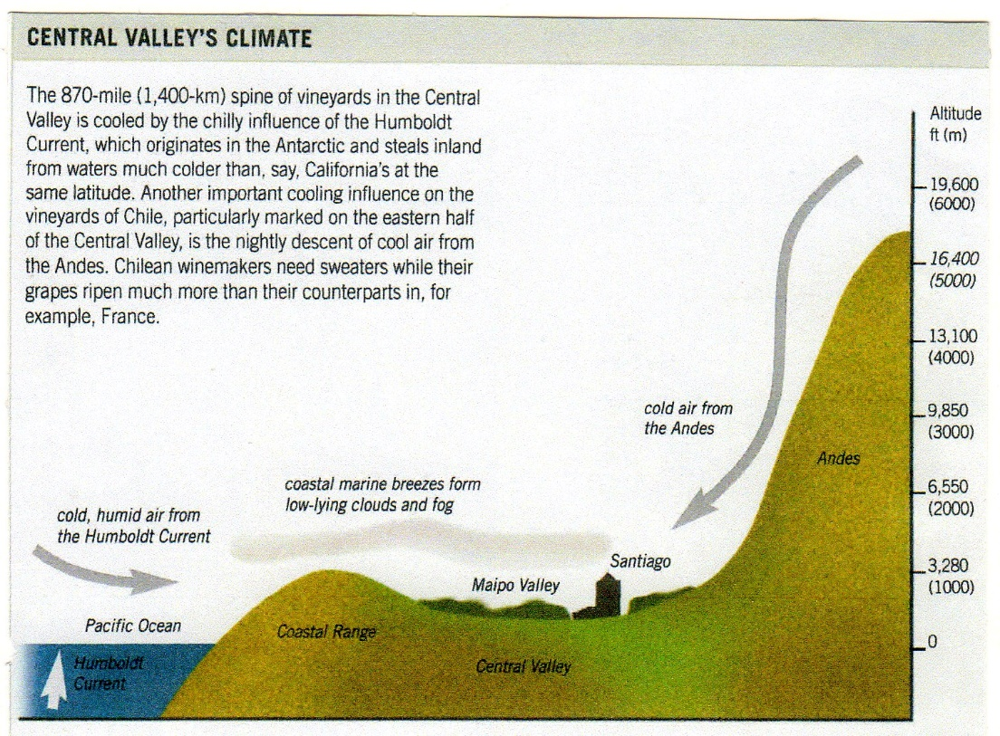 CENTRAL VALLEY'S CLIMATE
The 870-mile (1,400-km) spine of vineyards in the Central
Valley is cooled by the chilly influence of the Humboldt
Current, which originates in the Antarctic and steals inland
from waters much colder than, say, California's at the
same latitude. Another important cooling influence on the
vineyards of Chile, particularly marked on the eastern half
of the Central Valley, is the nightly descent of cool air from
the Andes. Chilean winemakers need sweaters while their
grapes ripen much more than their counterparts in, for
example, France.
Altitude
ft (m)
19,600
(6000)
16,400
(5000)
13,100
(4000)
9,850
(3000)
6,550
(2000)
3,280
(1000)
0
cold air from
the Andes
Andes
coastal marine breezes form
low-lying clouds and fog
cold, humid air from
the Humboldt Current
Santiago
Maipo Valley
Pacific Ocean
Coastal Range
Humboldt
Current
Central Valley